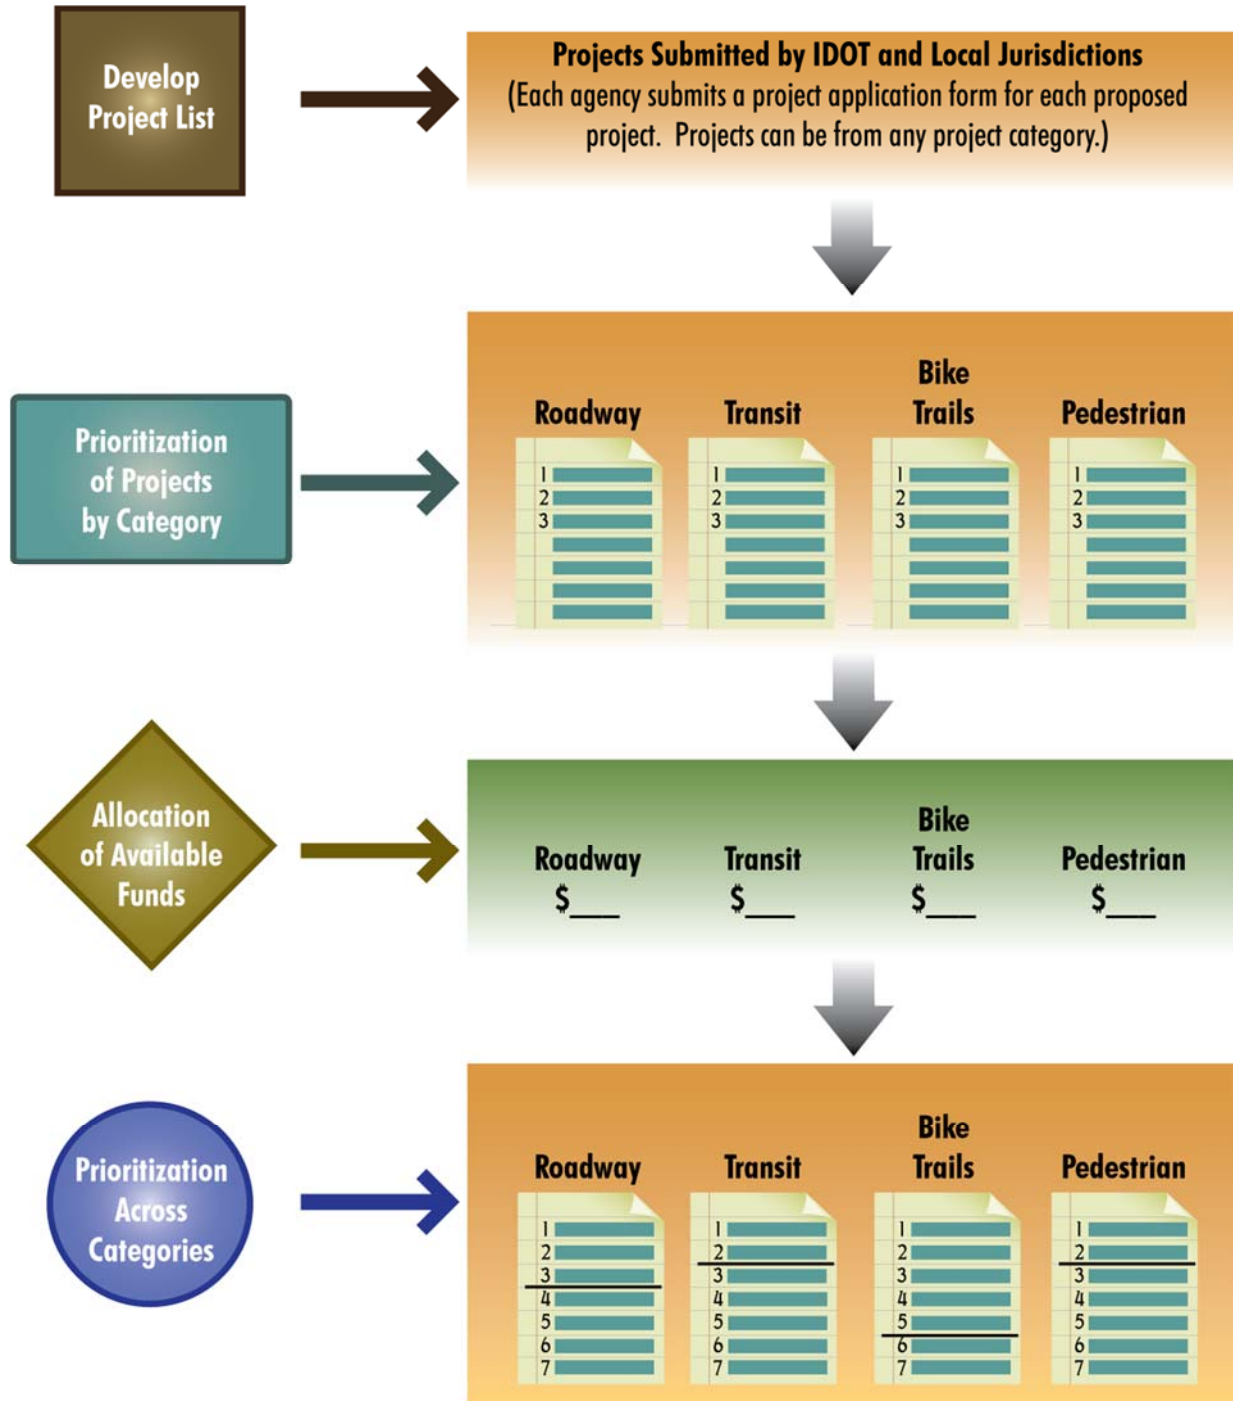 Develop
Project List
Projects Submitted by IDOT and Local Jurisdictions
(Each agency submits a project application form for each proposed
project.  Projects can be from any project category.)
Prioritization
of Projects
by Category
Roadway
1
2
3
Transit
1
2
3
Bike
Trails
1
2
3
Pedestrian
1
2
3
Allocation
of Available
Funds
Roadway
$___
Transit
$___
Bike
Trails
$___
Pedestrian
$___
Prioritization
Across
Categories
Roadway
1
2
3
4
5
6
7
Transit
1
2
3
4
5
6
7
Bike
Trails
1
2
3
4
5
6
7
Pedestrian
1
2
3
4
5
6
7